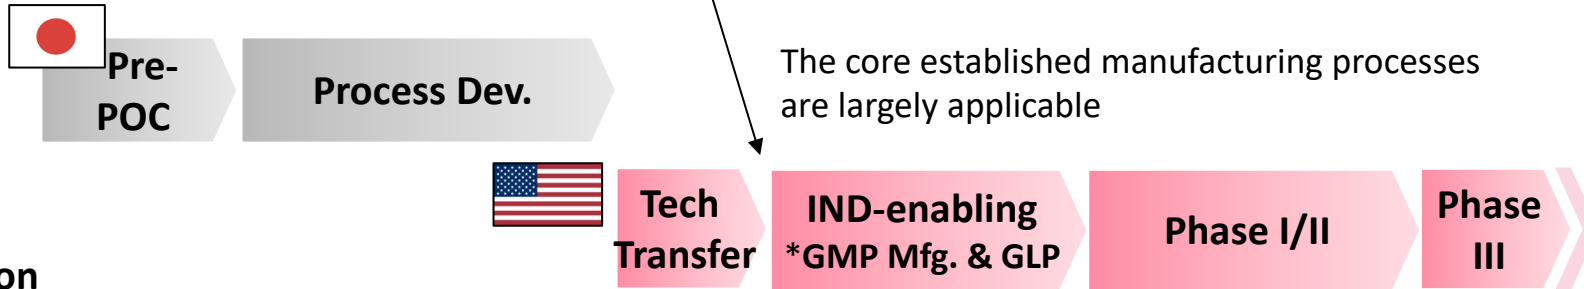 Pre-
POC
Process Dev.
The core established manufacturing processes
are largely applicable
Tech
Transfer
IND-enabling
*GMP Mfg. & GLP
Phase I/II
Phase
III
on